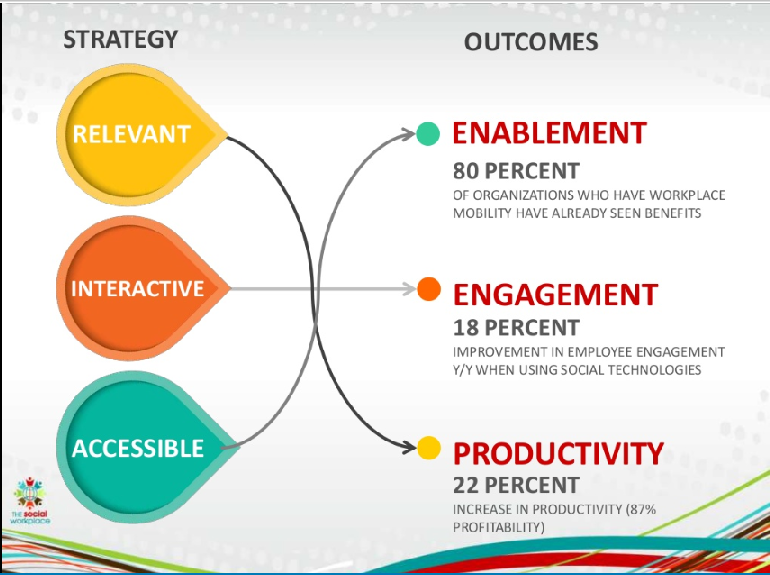 STRATEGY
OUTCOMES
RELEVANT
INTERACTIVE
ACCESSIBLE
ENABLEMENT
80 PERCENT
OF ORGANIZATIONS WHO HAVE WORKPLACE
MOBILITY HAVE ALREADY SEEN BENEFITS
ENGAGEMENT
18 PERCENT
IMPROVEMENT IN EMPLOYEE ENGAGEMENT
Y/Y WHEN USING SOCIAL TECHNOLOGIES
PRODUCTIVITY
22 PERCENT
INCREASE IN PRODUCTIVITY (87%
PROFITABILITY)
THE social
workplace